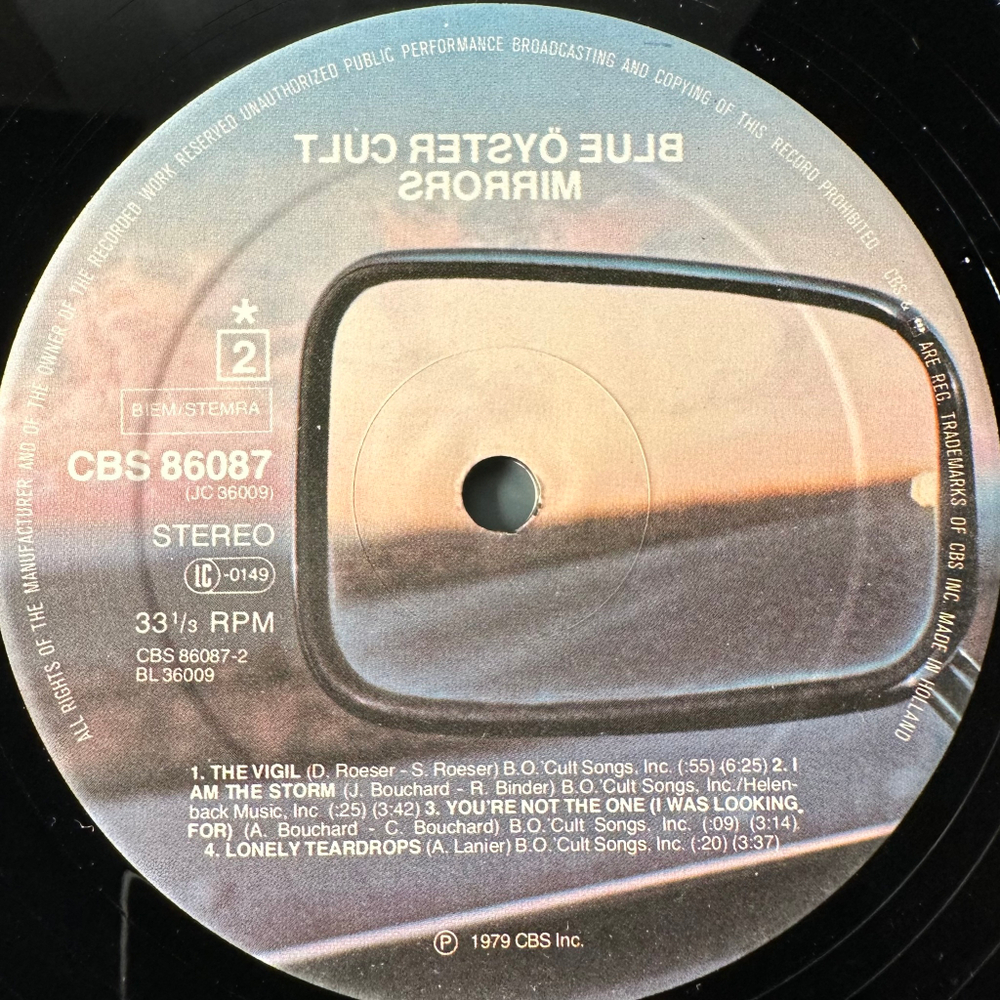 ALL RIGHTS OF THE MANUFACTURER AND OF THE OWNER OF THE RECORDED WORK RESERVED UNAUTHORIZED PUBLIC PERFORMANCE BROADCASTING AND COPYING OF THIS RECORD PROHIBITED CBS & ARE REG. TRADEMARKS OF CBS INC. MADE IN HOLLAND
BLUE ÖYSTER CULT
MIRRORS
*
2
BIEM/STEMRA
CBS 86087
(JC 36009)
STEREO
LC-0149
33 1/3 RPM
CBS 86087-2
BL 36009
1. THE VIGIL (D. Roeser - S. Roeser) B.O.'Cult Songs, Inc. (:55) (6:25) 2. I
AM THE STORM (J. Bouchard - R. Binder) B.O.'Cult Songs, Inc./Helen-
back Music, Inc (:25) (3:42) 3. YOU'RE NOT THE ONE (I WAS LOOKING
FOR) (A. Bouchard - C. Bouchard) B.O.'Cult Songs, Inc. (:09) (3:14)
4. LONELY TEARDROPS (A. Lanier) B.O.'Cult Songs, Inc. (:20) (3:37)
Ⓟ 1979 CBS Inc.